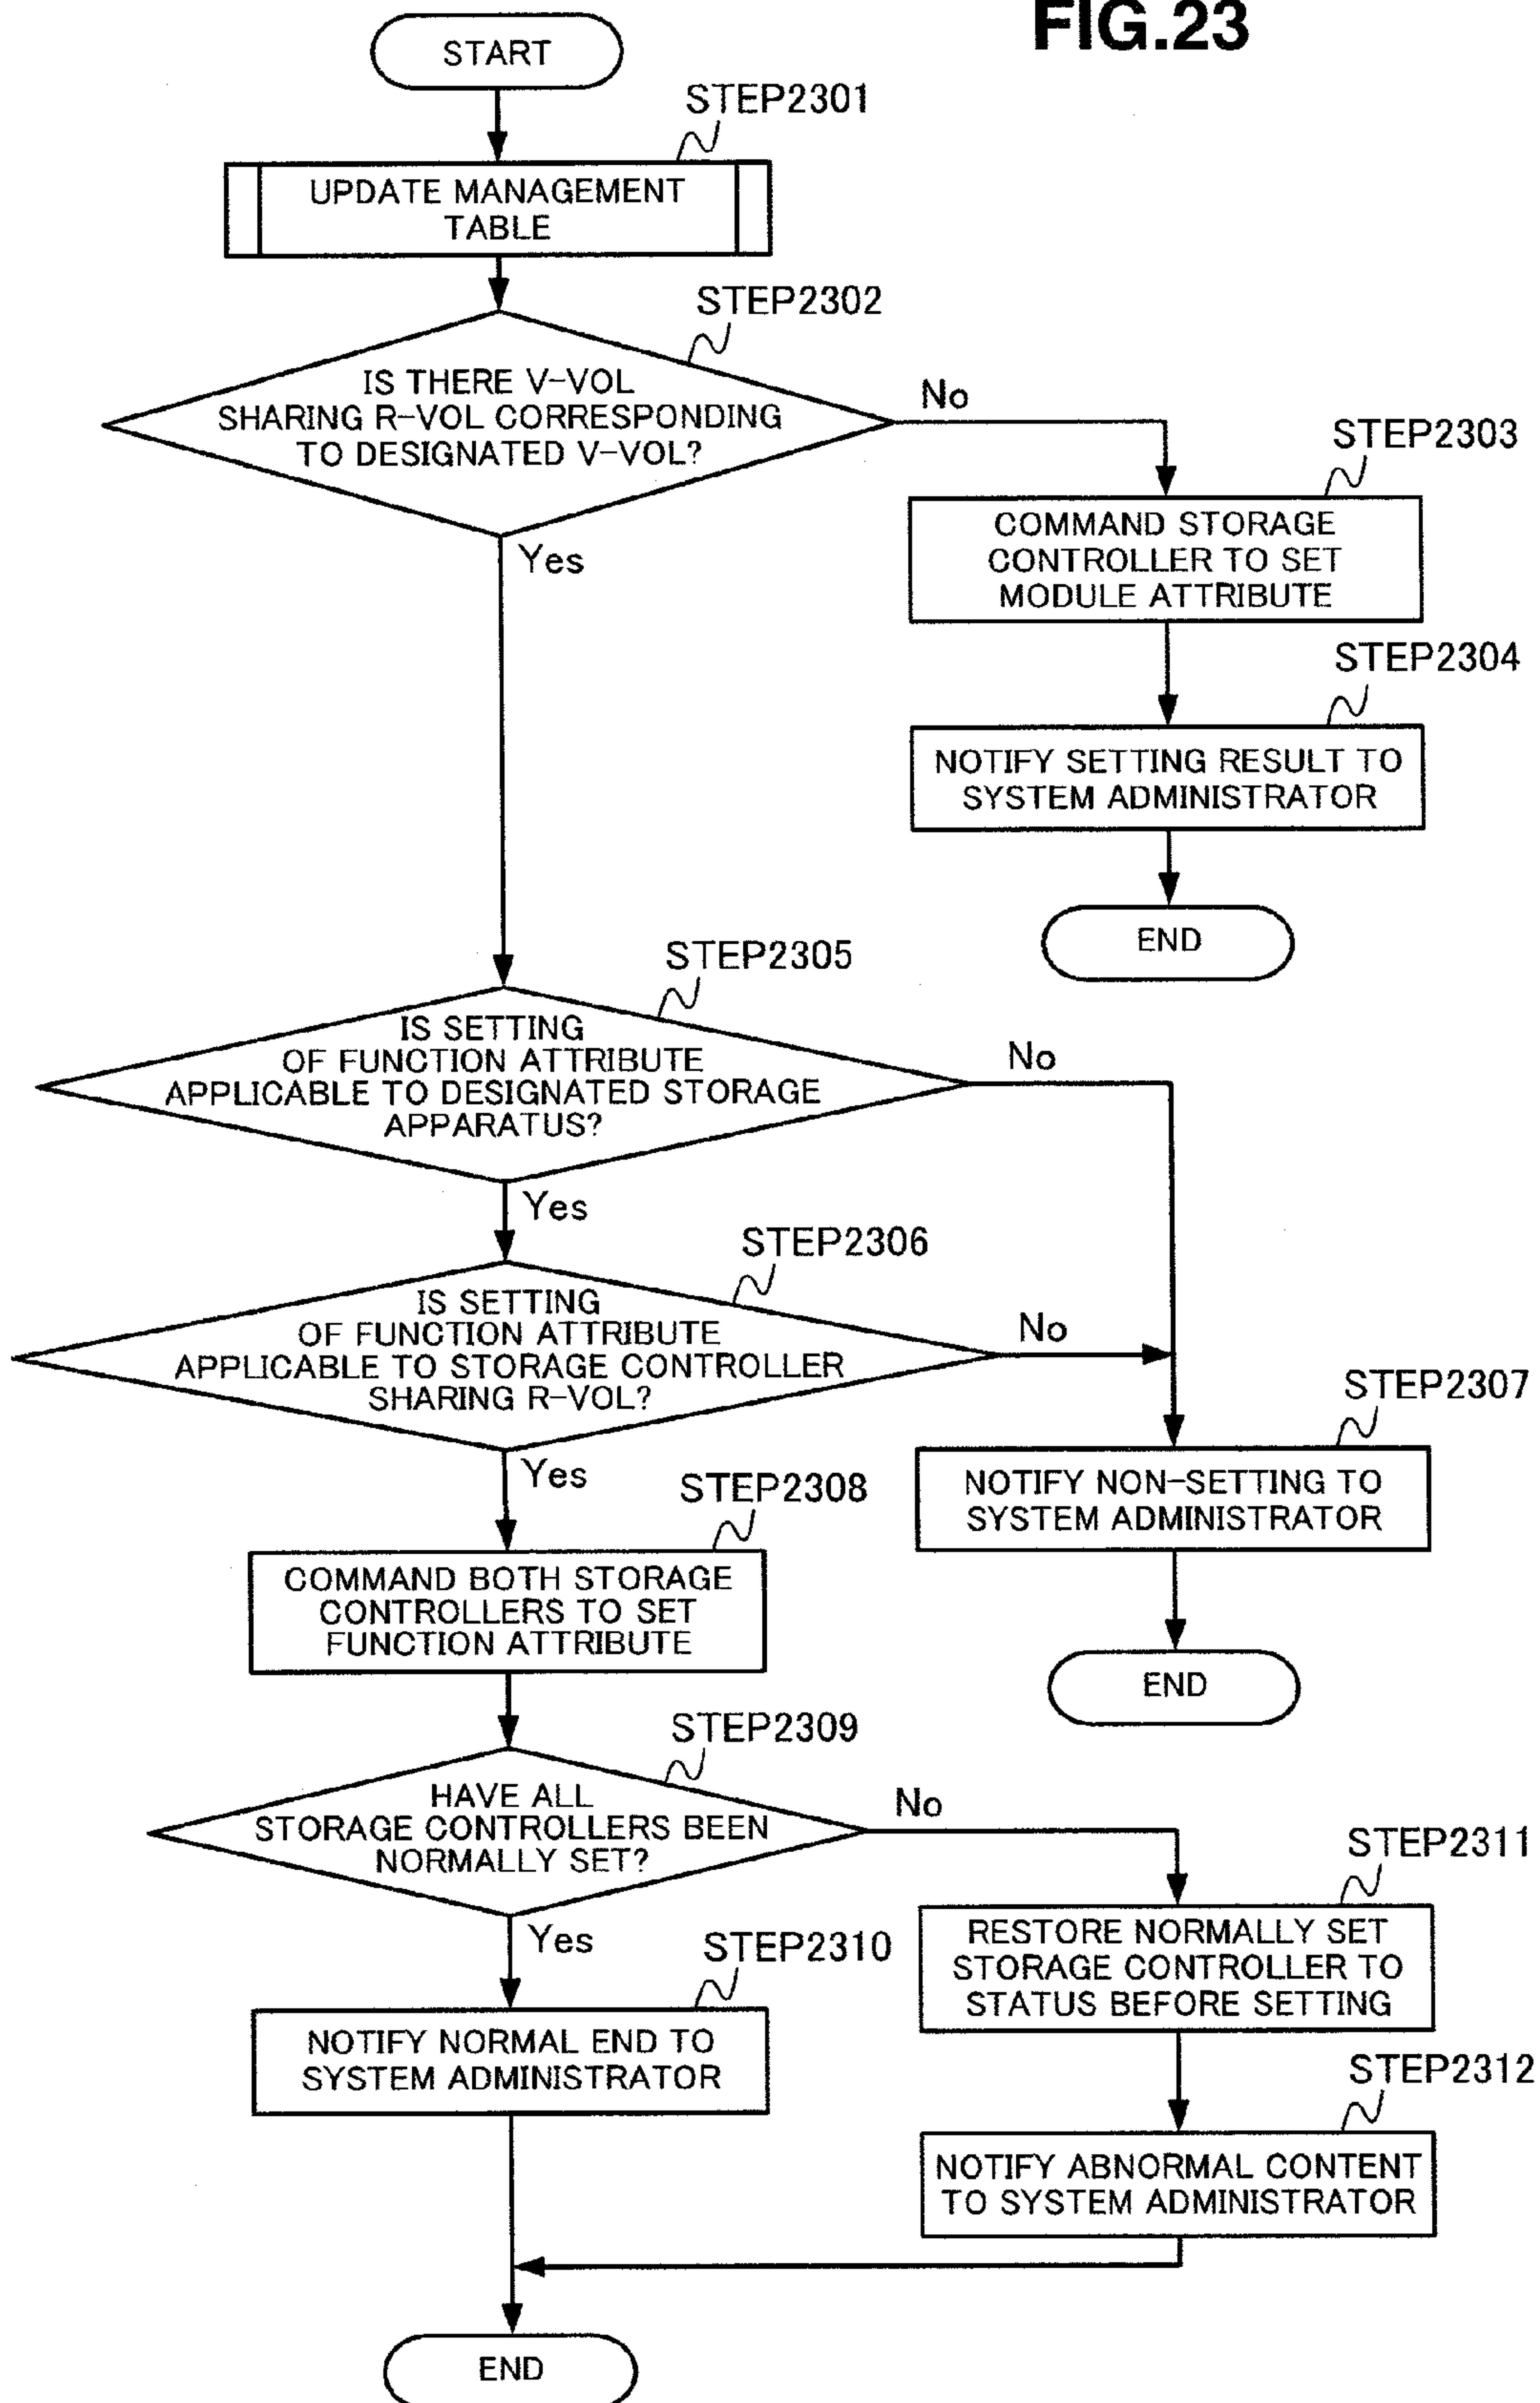 FIG.23
START
STEP2301
UPDATE MANAGEMENT
TABLE
STEP2302
IS THERE V-VOL
SHARING R-VOL CORRESPONDING
TO DESIGNATED V-VOL?
No
Yes
STEP2303
COMMAND STORAGE
CONTROLLER TO SET
MODULE ATTRIBUTE
STEP2304
NOTIFY SETTING RESULT TO
SYSTEM ADMINISTRATOR
END
STEP2305
IS SETTING
OF FUNCTION ATTRIBUTE
APPLICABLE TO DESIGNATED STORAGE
APPARATUS?
No
Yes
STEP2306
IS SETTING
OF FUNCTION ATTRIBUTE
APPLICABLE TO STORAGE CONTROLLER
SHARING R-VOL?
No
Yes
STEP2307
NOTIFY NON-SETTING TO
SYSTEM ADMINISTRATOR
END
STEP2308
COMMAND BOTH STORAGE
CONTROLLERS TO SET
FUNCTION ATTRIBUTE
STEP2309
HAVE ALL
STORAGE CONTROLLERS BEEN
NORMALLY SET?
No
Yes
STEP2310
NOTIFY NORMAL END TO
SYSTEM ADMINISTRATOR
STEP2311
RESTORE NORMALLY SET
STORAGE CONTROLLER TO
STATUS BEFORE SETTING
STEP2312
NOTIFY ABNORMAL CONTENT
TO SYSTEM ADMINISTRATOR
END